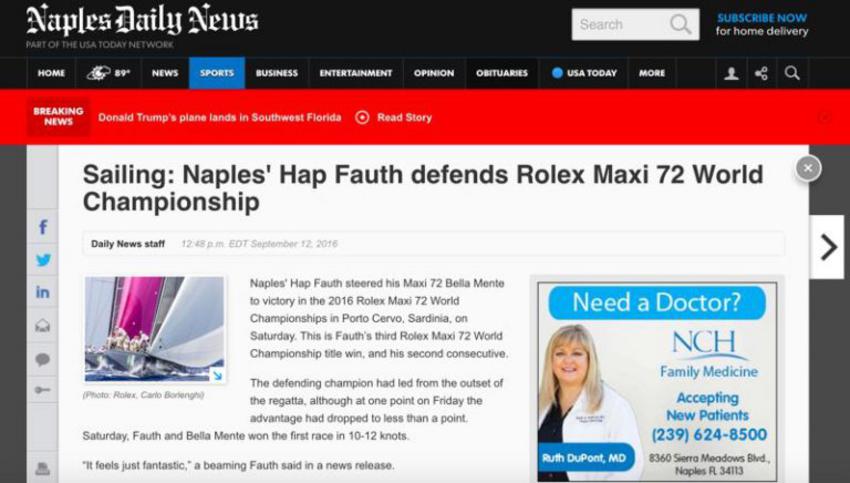 Naples Daily News
PART OF THE USA TODAY NETWORK
Search
SUBSCRIBE NOW
for home delivery
HOME 89° NEWS SPORTS BUSINESS ENTERTAINMENT OPINION OBITUARIES USA TODAY MORE
BREAKING
NEWS
Donald Trump's plane lands in Southwest Florida Read Story
Sailing: Naples' Hap Fauth defends Rolex Maxi 72 World
Championship
Daily News staff 12:48 p.m. EDT September 12, 2016
(Photo: Rolex, Carlo Borlenghi)
Naples' Hap Fauth steered his Maxi 72 Bella Mente
to victory in the 2016 Rolex Maxi 72 World
Championships in Porto Cervo, Sardinia, on
Saturday. This is Fauth's third Rolex Maxi 72 World
Championship title win, and his second consecutive.
The defending champion had led from the outset of
the regatta, although at one point on Friday the
advantage had dropped to less than a point.
Saturday, Fauth and Bella Mente won the first race in 10-12 knots.
"It feels just fantastic," a beaming Fauth said in a news release.
Need a Doctor?
NCH
Family Medicine
Accepting
New Patients
(239) 624-8500
8360 Sierra Meadows Blvd.,
Naples FL 34113
Ruth DuPont, MD